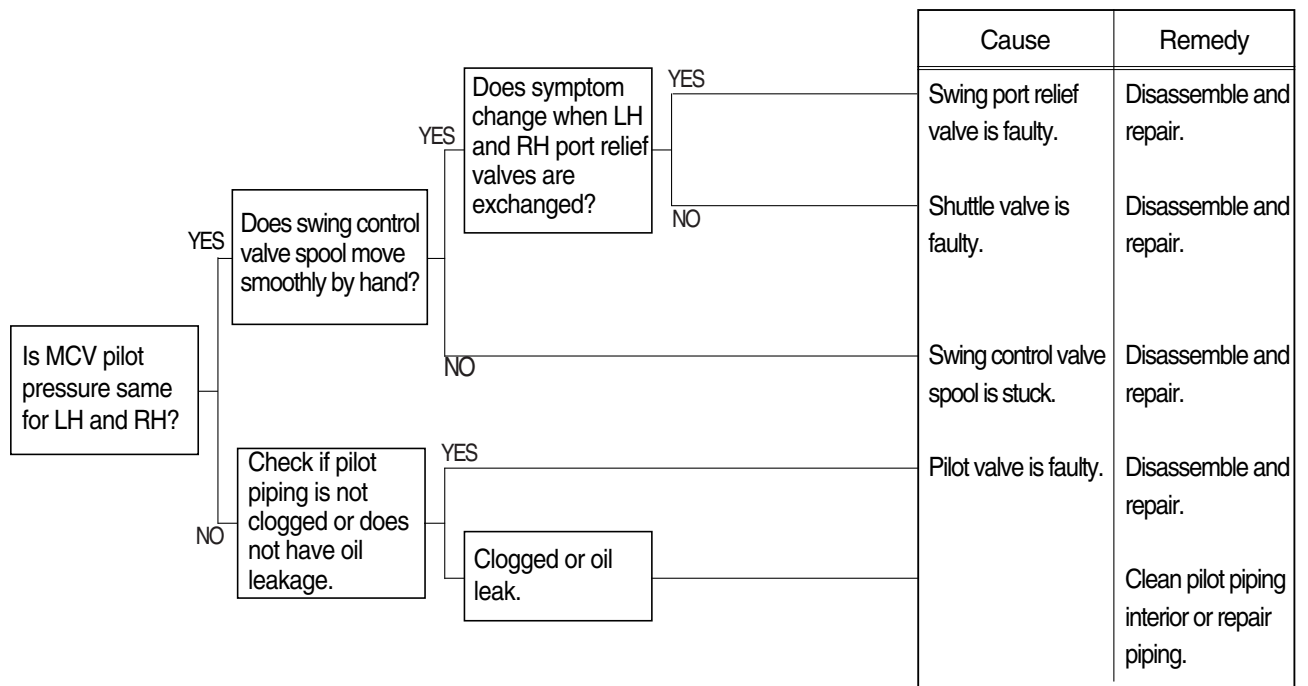 Cause
Remedy
Does symptom
change when LH
and RH port relief
valves are
exchanged?
YES
NO
Swing port relief
valve is faulty.
Disassemble and
repair.
Shuttle valve is
faulty.
Disassemble and
repair.
YES
Does swing control
valve spool move
smoothly by hand?
YES
NO
Swing control valve
spool is stuck.
Disassemble and
repair.
Is MCV pilot
pressure same
for LH and RH?
NO
Check if pilot
piping is not
clogged or does
not have oil
leakage.
YES
Pilot valve is faulty.
Disassemble and
repair.
Clogged or oil
leak.
Clean pilot piping
interior or repair
piping.